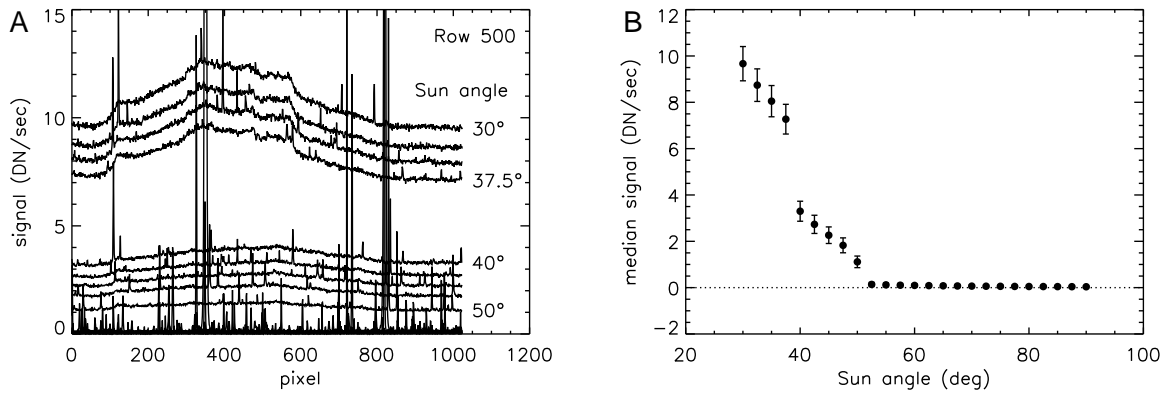 A
signal (DN/sec)
15
10
5
0
Row 500
Sun angle
30°
37.5°
40°
50°
0 200 400 600 800 1000 1200
pixel
B
median signal (DN/sec)
12
10
8
6
4
2
0
−2
20 40 60 80 100
Sun angle (deg)